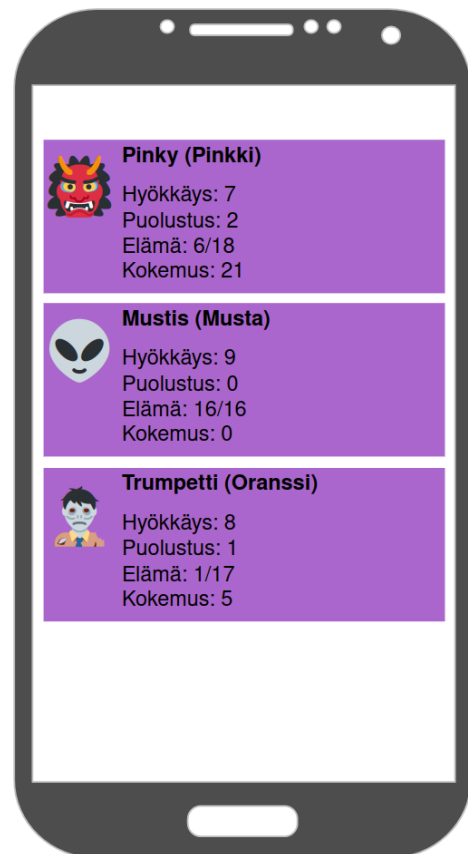 Pinky (Pinkki)
Hyökkäys: 7
Puolustus: 2
Elämä: 6/18
Kokemus: 21
Mustis (Musta)
Hyökkäys: 9
Puolustus: 0
Elämä: 16/16
Kokemus: 0
Trumpetti (Oranssi)
Hyökkäys: 8
Puolustus: 1
Elämä: 1/17
Kokemus: 5